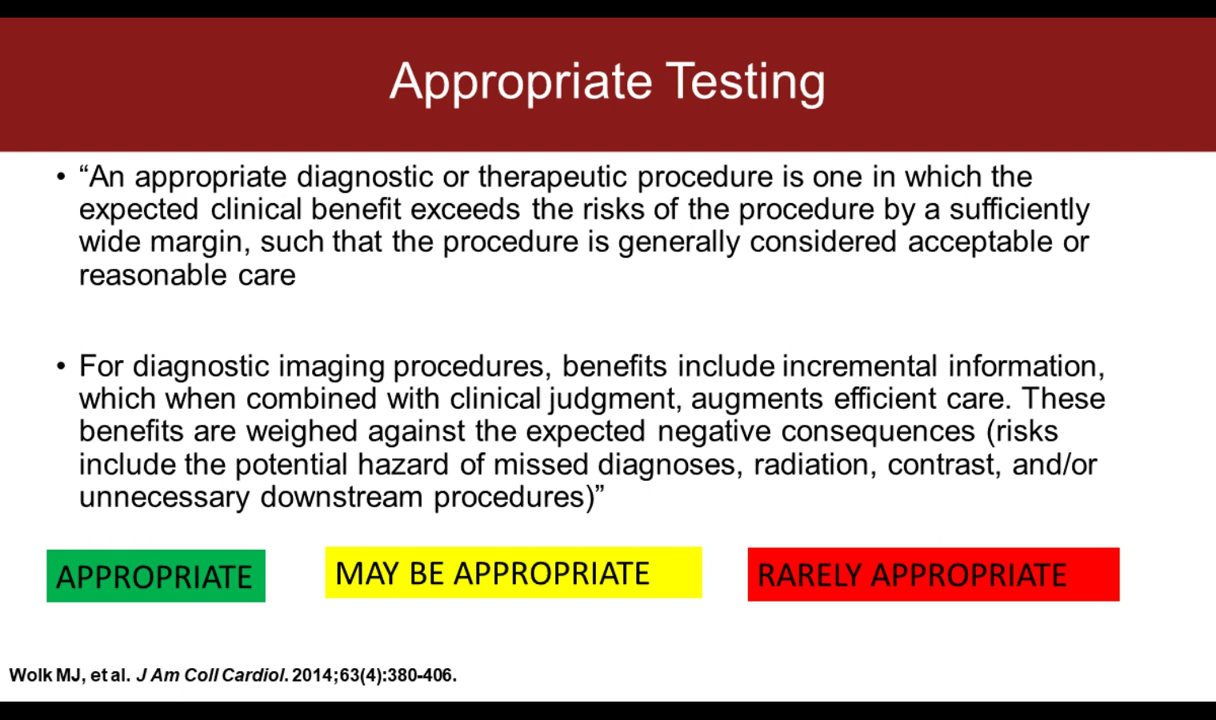 Appropriate Testing
• “An appropriate diagnostic or therapeutic procedure is one in which the
expected clinical benefit exceeds the risks of the procedure by a sufficiently
wide margin, such that the procedure is generally considered acceptable or
reasonable care
• For diagnostic imaging procedures, benefits include incremental information,
which when combined with clinical judgment, augments efficient care. These
benefits are weighed against the expected negative consequences (risks
include the potential hazard of missed diagnoses, radiation, contrast, and/or
unnecessary downstream procedures)”
APPROPRIATE
MAY BE APPROPRIATE
RARELY APPROPRIATE
Wolk MJ, et al. J Am Coll Cardiol. 2014;63(4):380-406.